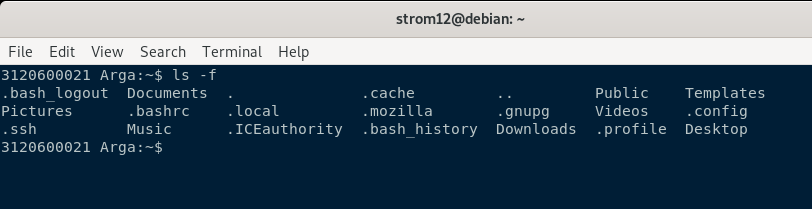 strom12@debian: ~
File Edit View Search Terminal Help
3120600021 Arga:~$ ls -f
.bash_logout Documents . .cache .. Public Templates
Pictures .bashrc .local .mozilla .gnupg Videos .config
.ssh Music .ICEauthority .bash_history Downloads .profile Desktop
3120600021 Arga:~$